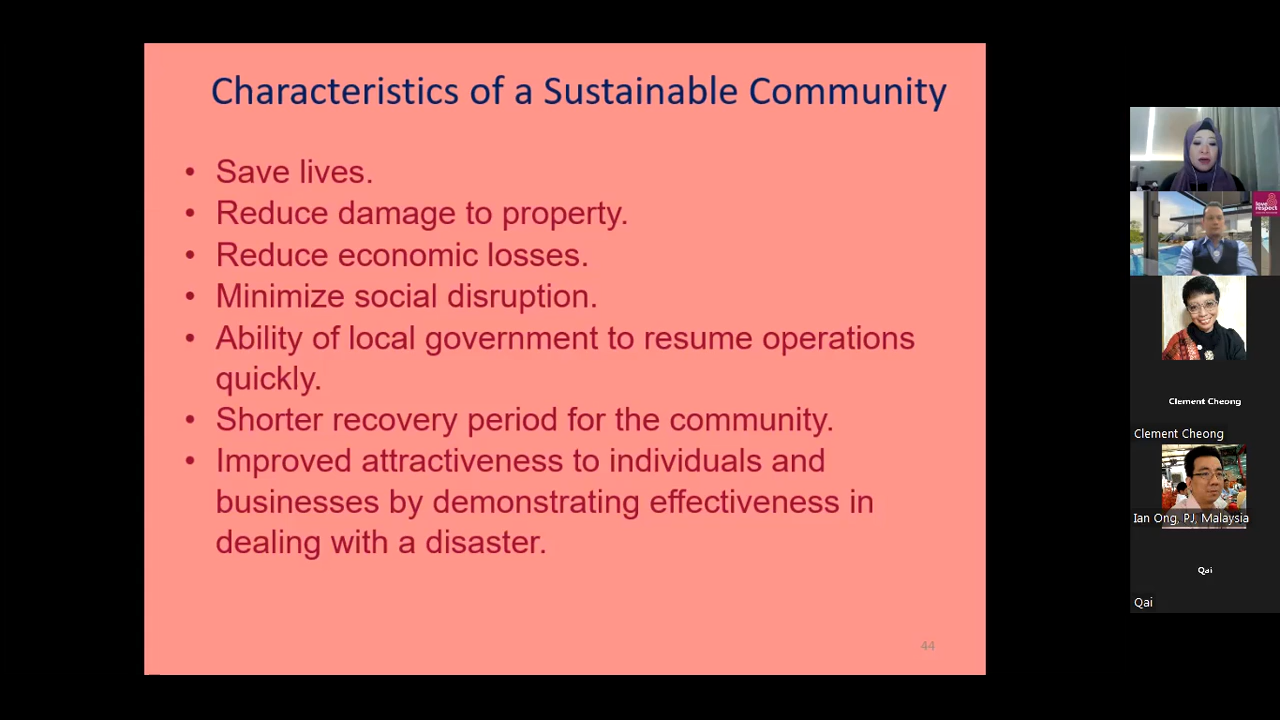 Characteristics of a Sustainable Community
• Save lives.
• Reduce damage to property.
• Reduce economic losses.
• Minimize social disruption.
• Ability of local government to resume operations
quickly.
• Shorter recovery period for the community.
• Improved attractiveness to individuals and
businesses by demonstrating effectiveness in
dealing with a disaster.
44
love
respect
Clement Cheong
Clement Cheong
Ian Ong, PJ, Malaysia
Qai
Qai